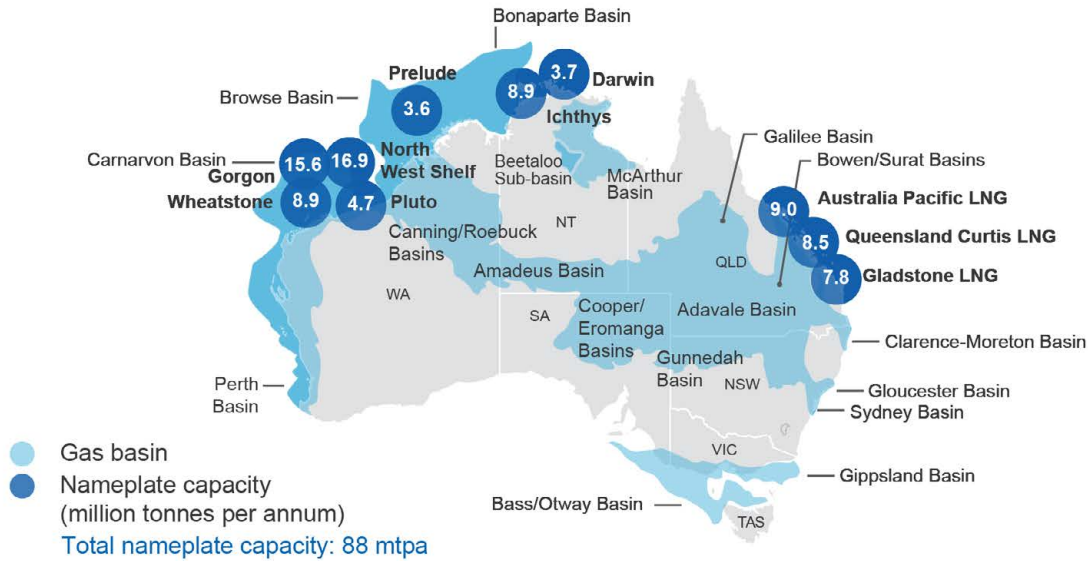 Bonaparte Basin
Prelude
3.7
Darwin
8.9
Browse Basin
3.6
Ichthys
Galilee Basin
Carnarvon Basin
15.6
16.9
North
West Shelf
Gorgon
Beetaloo
Sub-basin
McArthur
Basin
Bowen/Surat Basins
Wheatstone
8.9
4.7
Pluto
9.0
Australia Pacific LNG
NT
Canning/Roebuck
Basins
8.5
Queensland Curtis LNG
Amadeus Basin
QLD
7.8
Gladstone LNG
WA
SA
Cooper/
Eromanga
Basins
Adavale Basin
Clarence-Moreton Basin
Gunnedah
Basin
NSW
Perth
Basin
Gloucester Basin
Sydney Basin
VIC
Gippsland Basin
Bass/Otway Basin
TAS
Gas basin
Nameplate capacity
(million tonnes per annum)
Total nameplate capacity: 88 mtpa